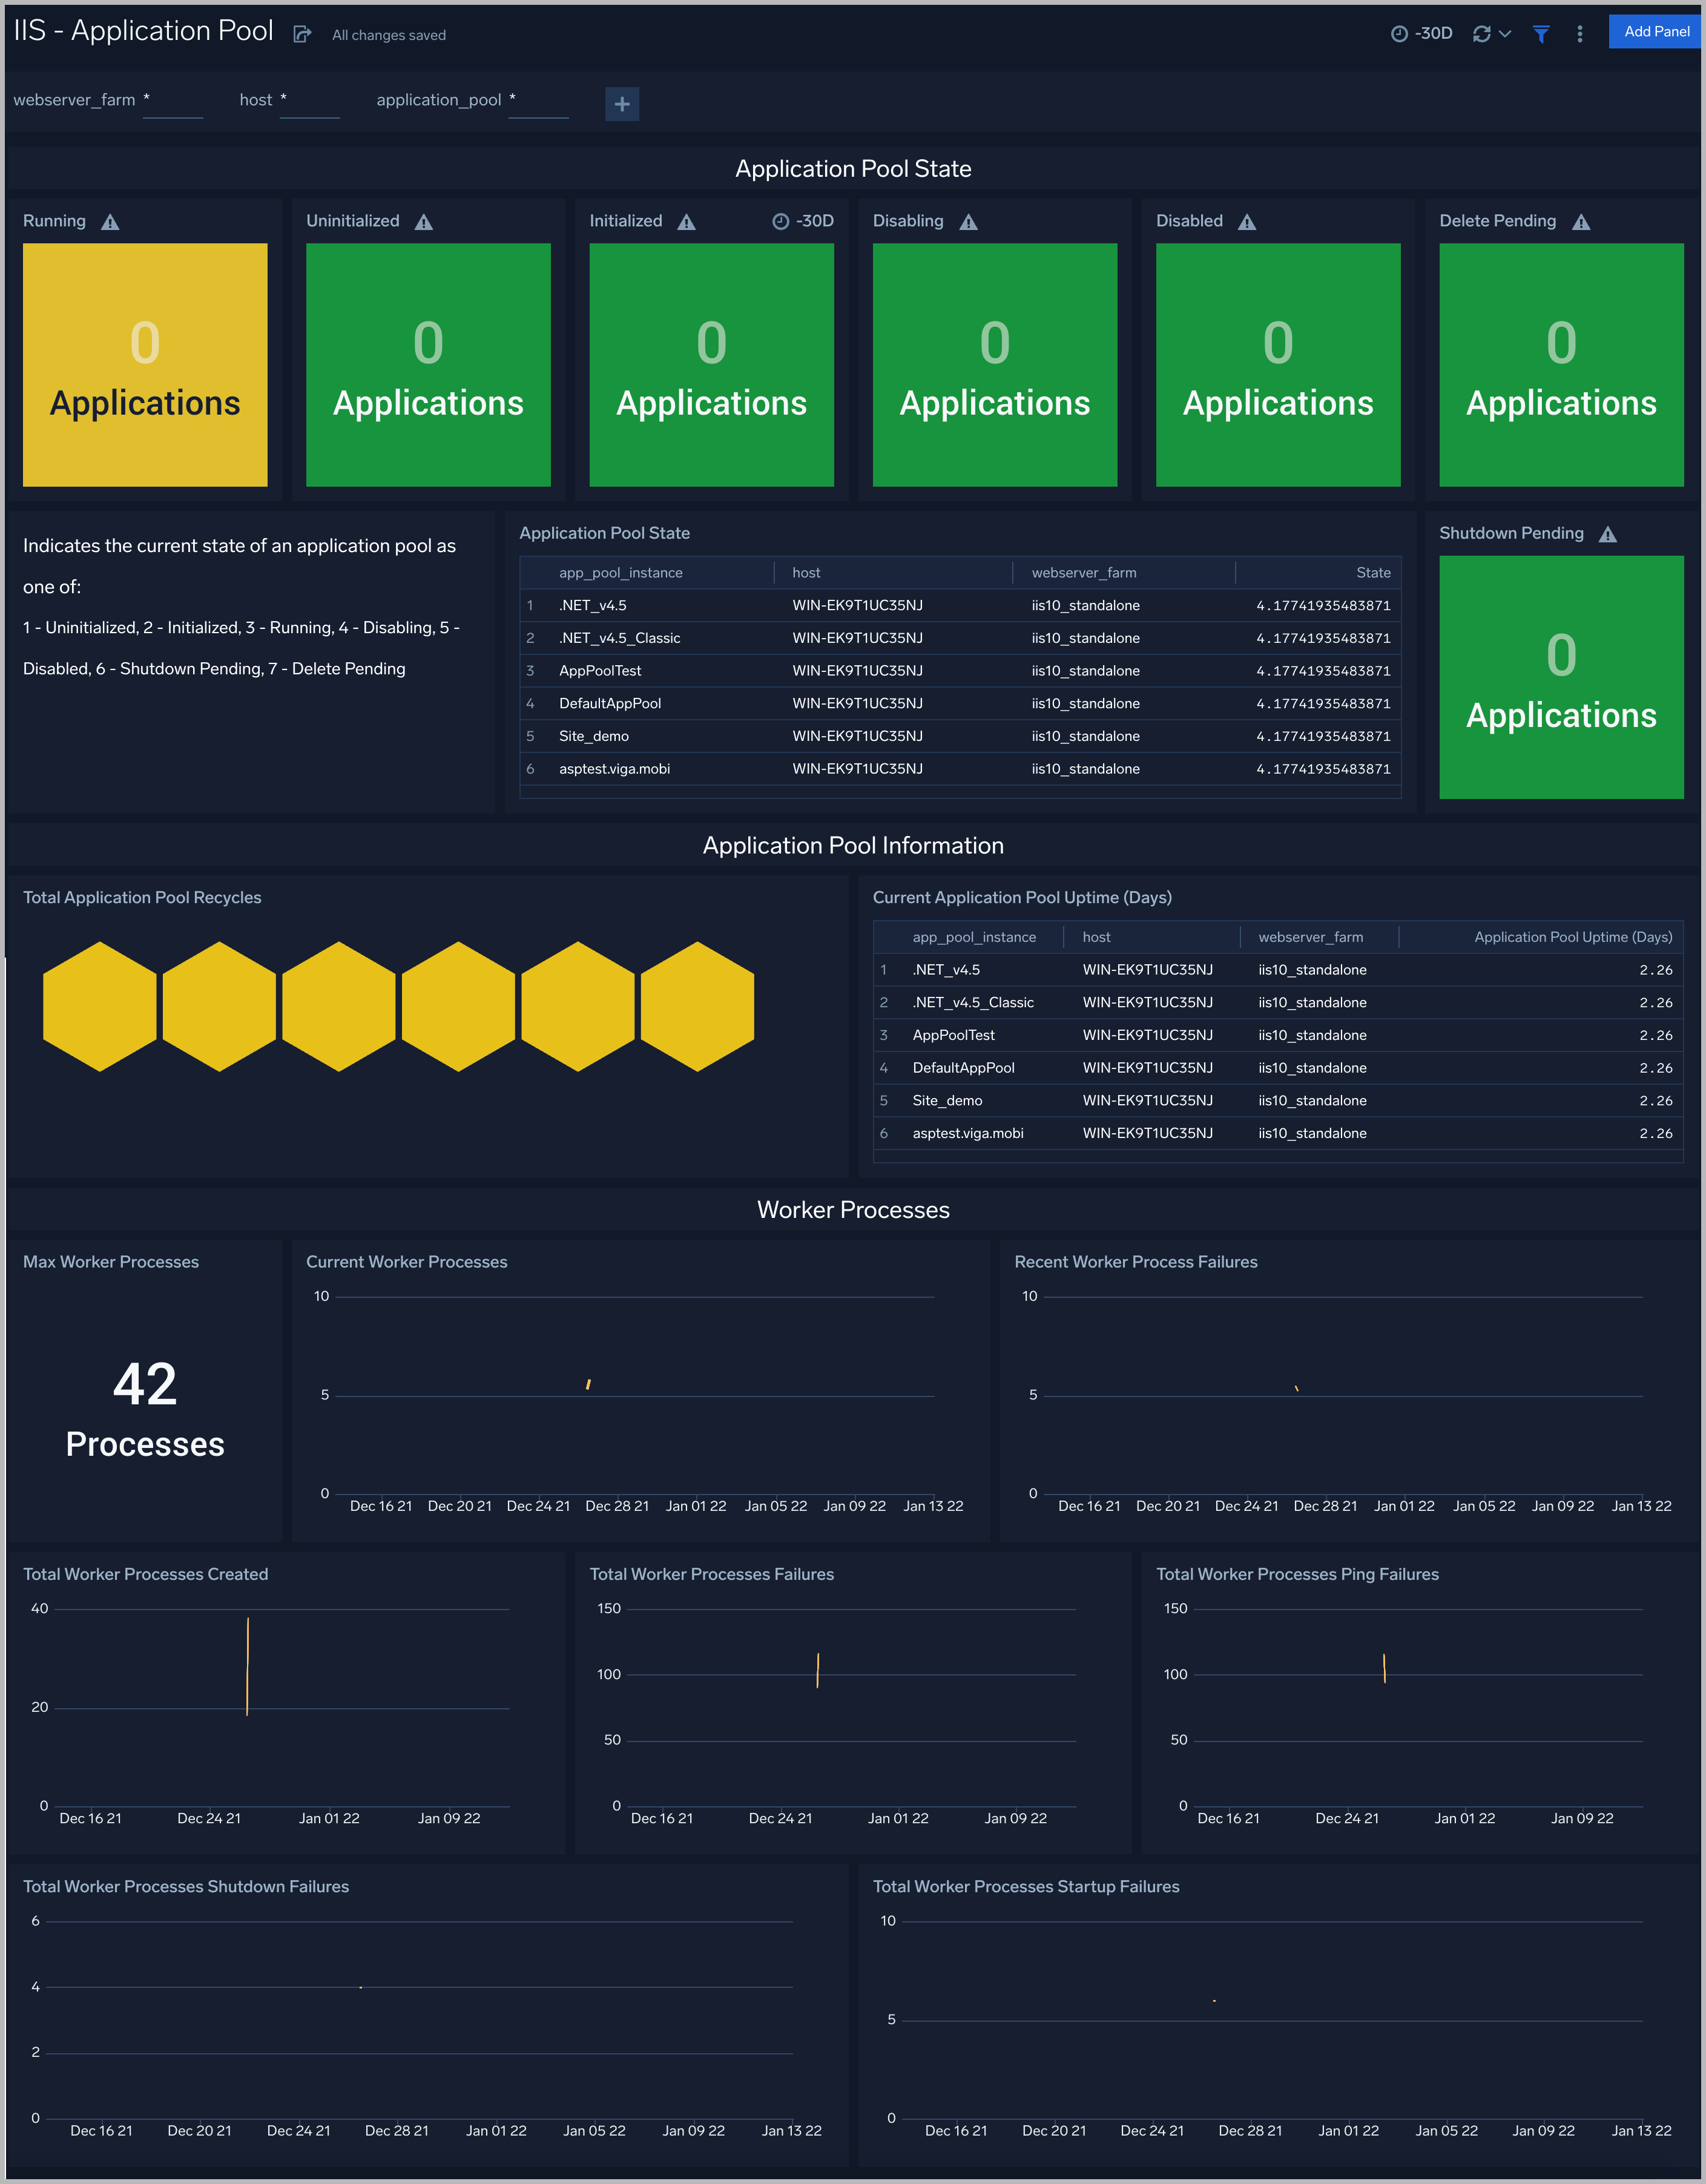 IIS - Application Pool
All changes saved
-30D
Add Panel
webserver_farm *
host *
application_pool *
Application Pool State
Running
Uninitialized
Initialized
-30D
Disabling
Disabled
Delete Pending
0
Applications
0
Applications
0
Applications
0
Applications
0
Applications
0
Applications
Indicates the current state of an application pool as
one of:
1 - Uninitialized, 2 - Initialized, 3 - Running, 4 - Disabling, 5 -
Disabled, 6 - Shutdown Pending, 7 - Delete Pending
Application Pool State
app_pool_instance host webserver_farm State
1 .NET_v4.5 WIN-EK9T1UC35NJ iis10_standalone 4.17741935483871
2 .NET_v4.5_Classic WIN-EK9T1UC35NJ iis10_standalone 4.17741935483871
3 AppPoolTest WIN-EK9T1UC35NJ iis10_standalone 4.17741935483871
4 DefaultAppPool WIN-EK9T1UC35NJ iis10_standalone 4.17741935483871
5 Site_demo WIN-EK9T1UC35NJ iis10_standalone 4.17741935483871
6 asptest.viga.mobi WIN-EK9T1UC35NJ iis10_standalone 4.17741935483871
Shutdown Pending
0
Applications
Application Pool Information
Total Application Pool Recycles
Current Application Pool Uptime (Days)
app_pool_instance host webserver_farm Application Pool Uptime (Days)
1 .NET_v4.5 WIN-EK9T1UC35NJ iis10_standalone 2.26
2 .NET_v4.5_Classic WIN-EK9T1UC35NJ iis10_standalone 2.26
3 AppPoolTest WIN-EK9T1UC35NJ iis10_standalone 2.26
4 DefaultAppPool WIN-EK9T1UC35NJ iis10_standalone 2.26
5 Site_demo WIN-EK9T1UC35NJ iis10_standalone 2.26
6 asptest.viga.mobi WIN-EK9T1UC35NJ iis10_standalone 2.26
Worker Processes
Max Worker Processes
42
Processes
Current Worker Processes
10
5
0
Dec 16 21 Dec 20 21 Dec 24 21 Dec 28 21 Jan 01 22 Jan 05 22 Jan 09 22 Jan 13 22
Recent Worker Process Failures
10
5
0
Dec 16 21 Dec 20 21 Dec 24 21 Dec 28 21 Jan 01 22 Jan 05 22 Jan 09 22 Jan 13 22
Total Worker Processes Created
40
20
0
Dec 16 21 Dec 24 21 Jan 01 22 Jan 09 22
Total Worker Processes Failures
150
100
50
0
Dec 16 21 Dec 24 21 Jan 01 22 Jan 09 22
Total Worker Processes Ping Failures
150
100
50
0
Dec 16 21 Dec 24 21 Jan 01 22 Jan 09 22
Total Worker Processes Shutdown Failures
6
4
2
0
Dec 16 21 Dec 20 21 Dec 24 21 Dec 28 21 Jan 01 22 Jan 05 22 Jan 09 22 Jan 13 22
Total Worker Processes Startup Failures
10
5
0
Dec 16 21 Dec 20 21 Dec 24 21 Dec 28 21 Jan 01 22 Jan 05 22 Jan 09 22 Jan 13 22